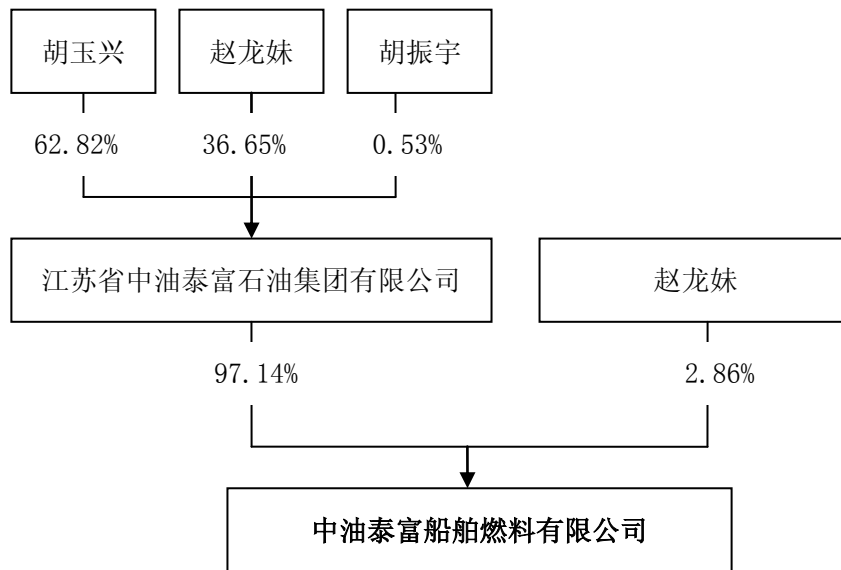 胡玉兴 赵龙妹 胡振宇
62.82% 36.65% 0.53%
江苏省中油泰富石油集团有限公司 赵龙妹
97.14% 2.86%
中油泰富船舶燃料有限公司